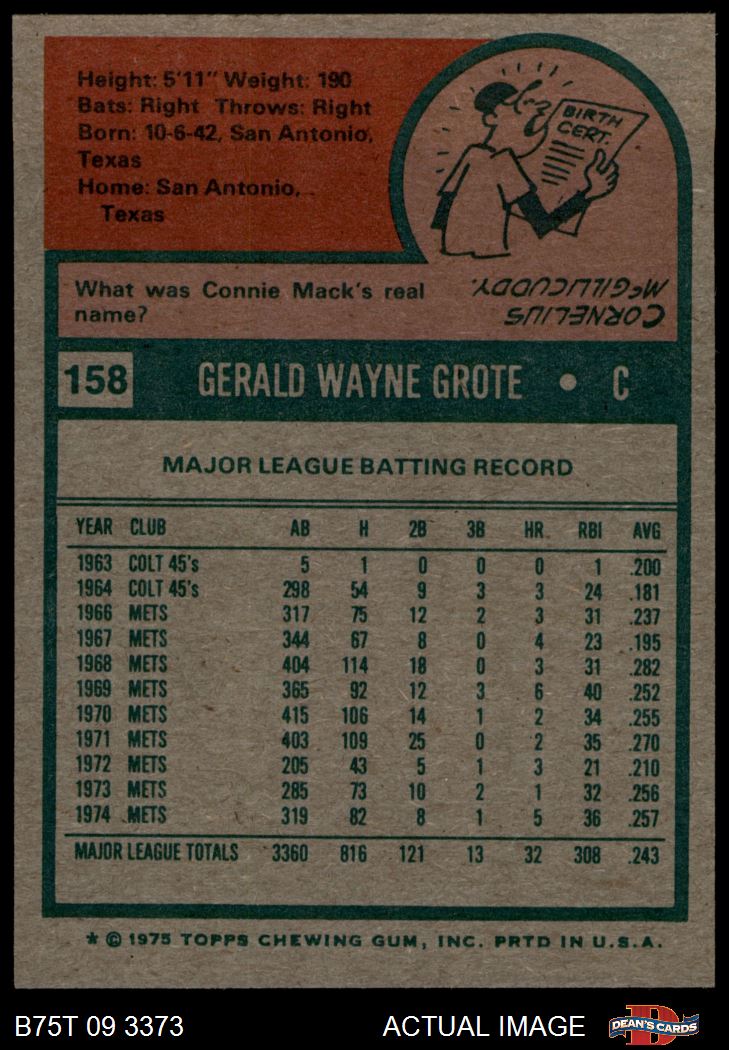 Height: 5'11" Weight: 190
Bats: Right Throws: Right
Born: 10-6-42, San Antonio,
Texas
Home: San Antonio,
Texas
BIRTH
CERT.
What was Connie Mack's real
name?
CORNELIUS
McGILLICUDDY.
158 GERALD WAYNE GROTE • C
MAJOR LEAGUE BATTING RECORD
YEAR CLUB AB H 2B 3B HR RBI AVG
1963 COLT 45's 5 1 0 0 0 1 .200
1964 COLT 45's 298 54 9 3 3 24 .181
1966 METS 317 75 12 2 3 31 .237
1967 METS 344 67 8 0 4 23 .195
1968 METS 404 114 18 0 3 31 .282
1969 METS 365 92 12 3 6 40 .252
1970 METS 415 106 14 1 2 34 .255
1971 METS 403 109 25 0 2 35 .270
1972 METS 205 43 5 1 3 21 .210
1973 METS 285 73 10 2 1 32 .256
1974 METS 319 82 8 1 5 36 .257
MAJOR LEAGUE TOTALS 3360 816 121 13 32 308 .243
* © 1975 TOPPS CHEWING GUM, INC. PRTD IN U.S.A.
B75T 09 3373 ACTUAL IMAGE DEAN'S CARDS